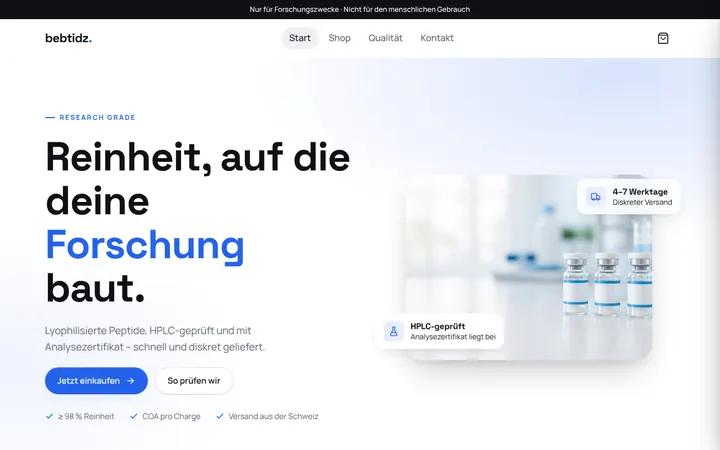 Nur für Forschungszwecke · Nicht für den menschlichen Gebrauch
bebtidz.
Start
Shop
Qualität
Kontakt
RESEARCH GRADE
Reinheit, auf die
deine
Forschung
baut.
Lyophilisierte Peptide, HPLC-geprüft und mit
Analysezertifikat – schnell und diskret geliefert.
Jetzt einkaufen →
So prüfen wir
≥ 98 % Reinheit
COA pro Charge
Versand aus der Schweiz
4–7 Werktage
Diskreter Versand
HPLC-geprüft
Analysezertifikat liegt bei